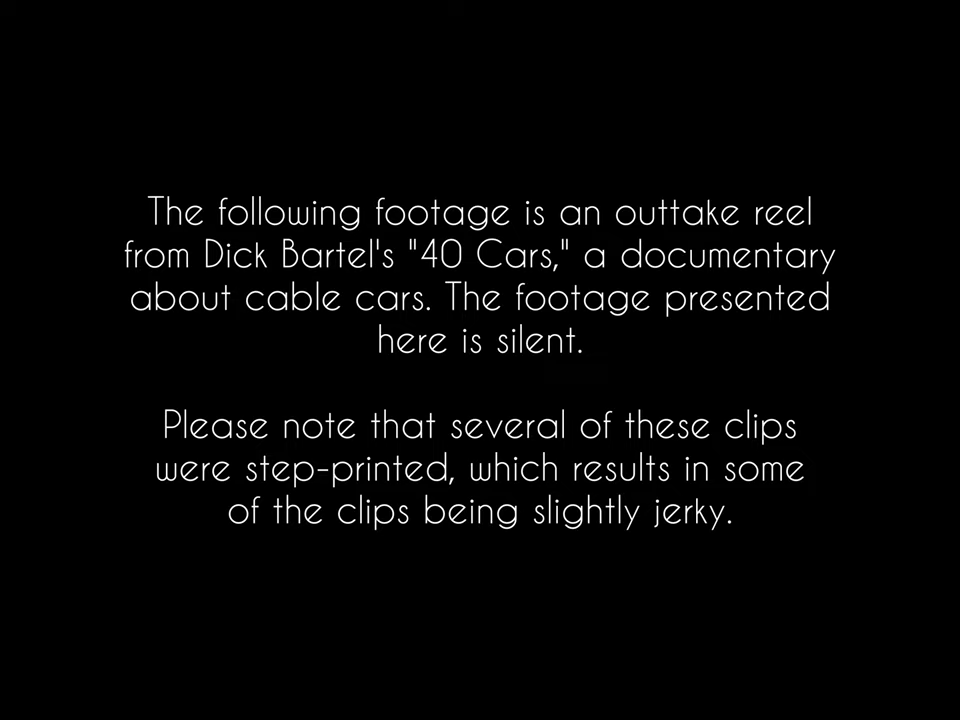 The following footage is an outtake reel
from Dick Bartel's "40 Cars," a documentary
about cable cars. The footage presented
here is silent.
Please note that several of these clips
were step-printed, which results in some
of the clips being slightly jerky.